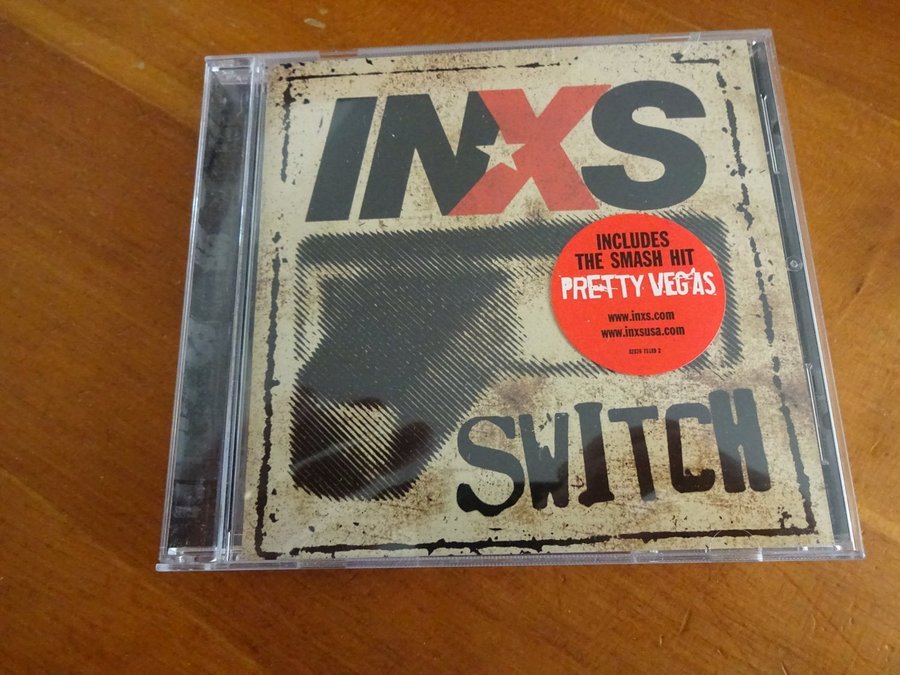 INXS
INCLUDES
THE SMASH HIT
PRETTY VEGAS
www.inxs.com
www.inxsusa.com
SWITCH